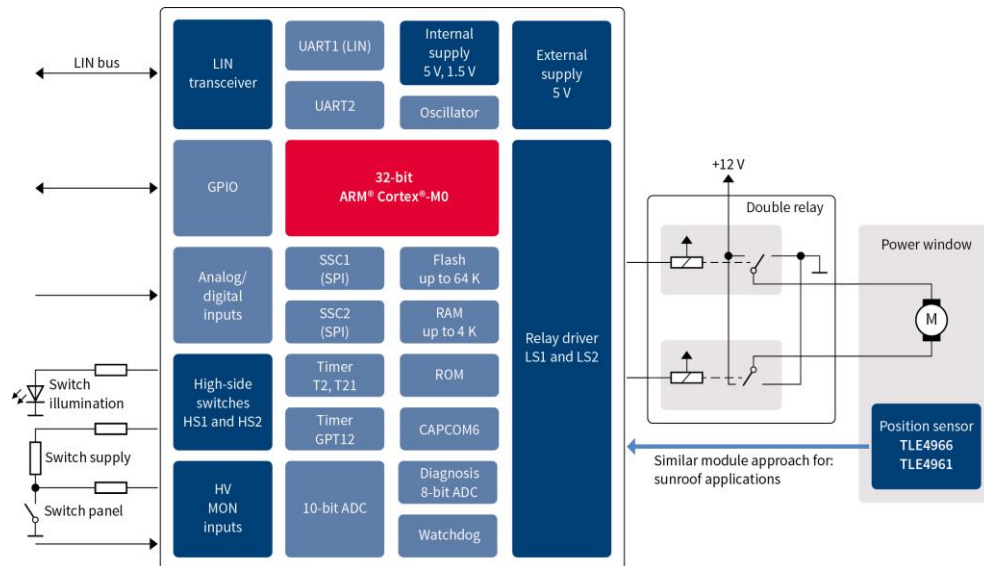 LIN bus
LIN
transceiver
UART1 (LIN)
UART2
Internal
supply
5 V, 1.5 V
Oscillator
External
supply
5 V
GPIO
32-bit
ARM® Cortex®-M0
Analog/
digital
inputs
SSC1
(SPI)
SSC2
(SPI)
Flash
up to 64 K
RAM
up to 4 K
Relay driver
LS1 and LS2
Switch
illumination
High-side
switches
HS1 and HS2
Timer
T2, T21
Timer
GPT12
ROM
CAPCOM6
Switch supply
Switch panel
HV
MON
inputs
10-bit ADC
Diagnosis
8-bit ADC
Watchdog
+12 V
Double relay
Power window
M
Position sensor
TLE4966
TLE4961
Similar module approach for:
sunroof applications